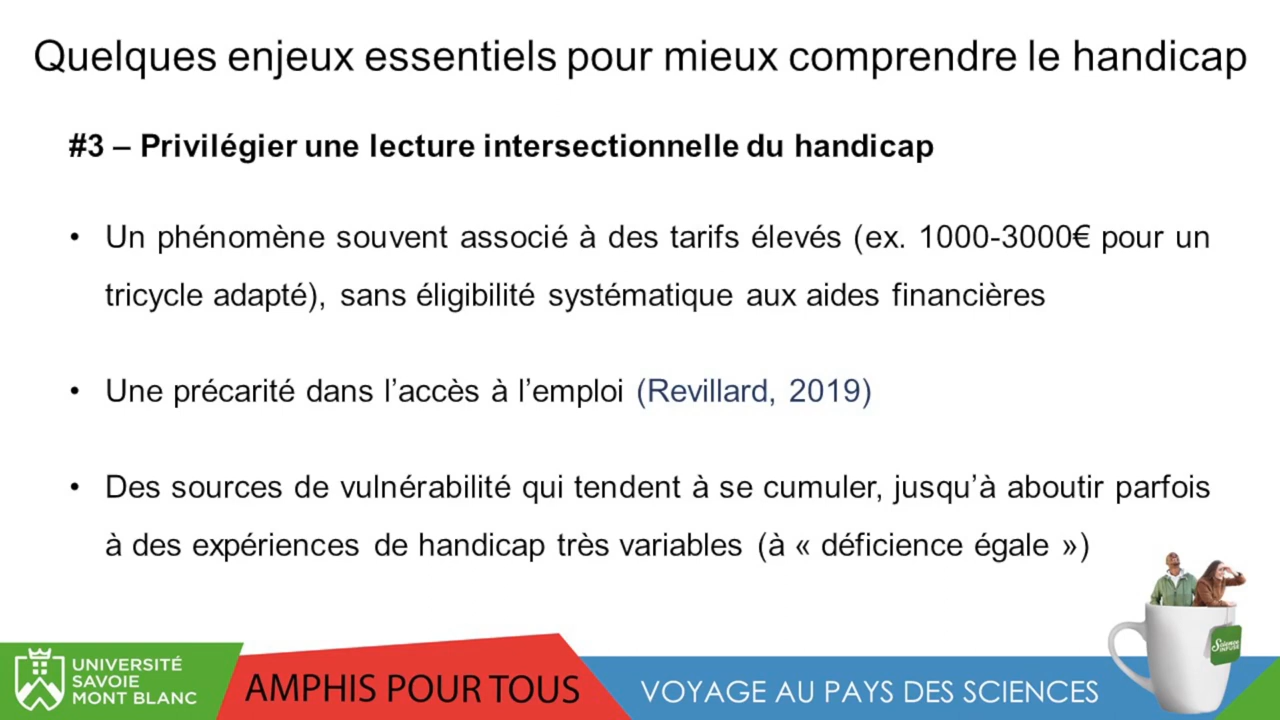 Quelques enjeux essentiels pour mieux comprendre le handicap
#3 – Privilégier une lecture intersectionnelle du handicap
• Un phénomène souvent associé à des tarifs élevés (ex. 1000-3000€ pour un
tricycle adapté), sans éligibilité systématique aux aides financières
• Une précarité dans l’accès à l’emploi (Revillard, 2019)
• Des sources de vulnérabilité qui tendent à se cumuler, jusqu’à aboutir parfois
à des expériences de handicap très variables (à « déficience égale »)
UNIVERSITÉ
SAVOIE
MONT BLANC
AMPHIS POUR TOUS
VOYAGE AU PAYS DES SCIENCES
Science
INFUSE